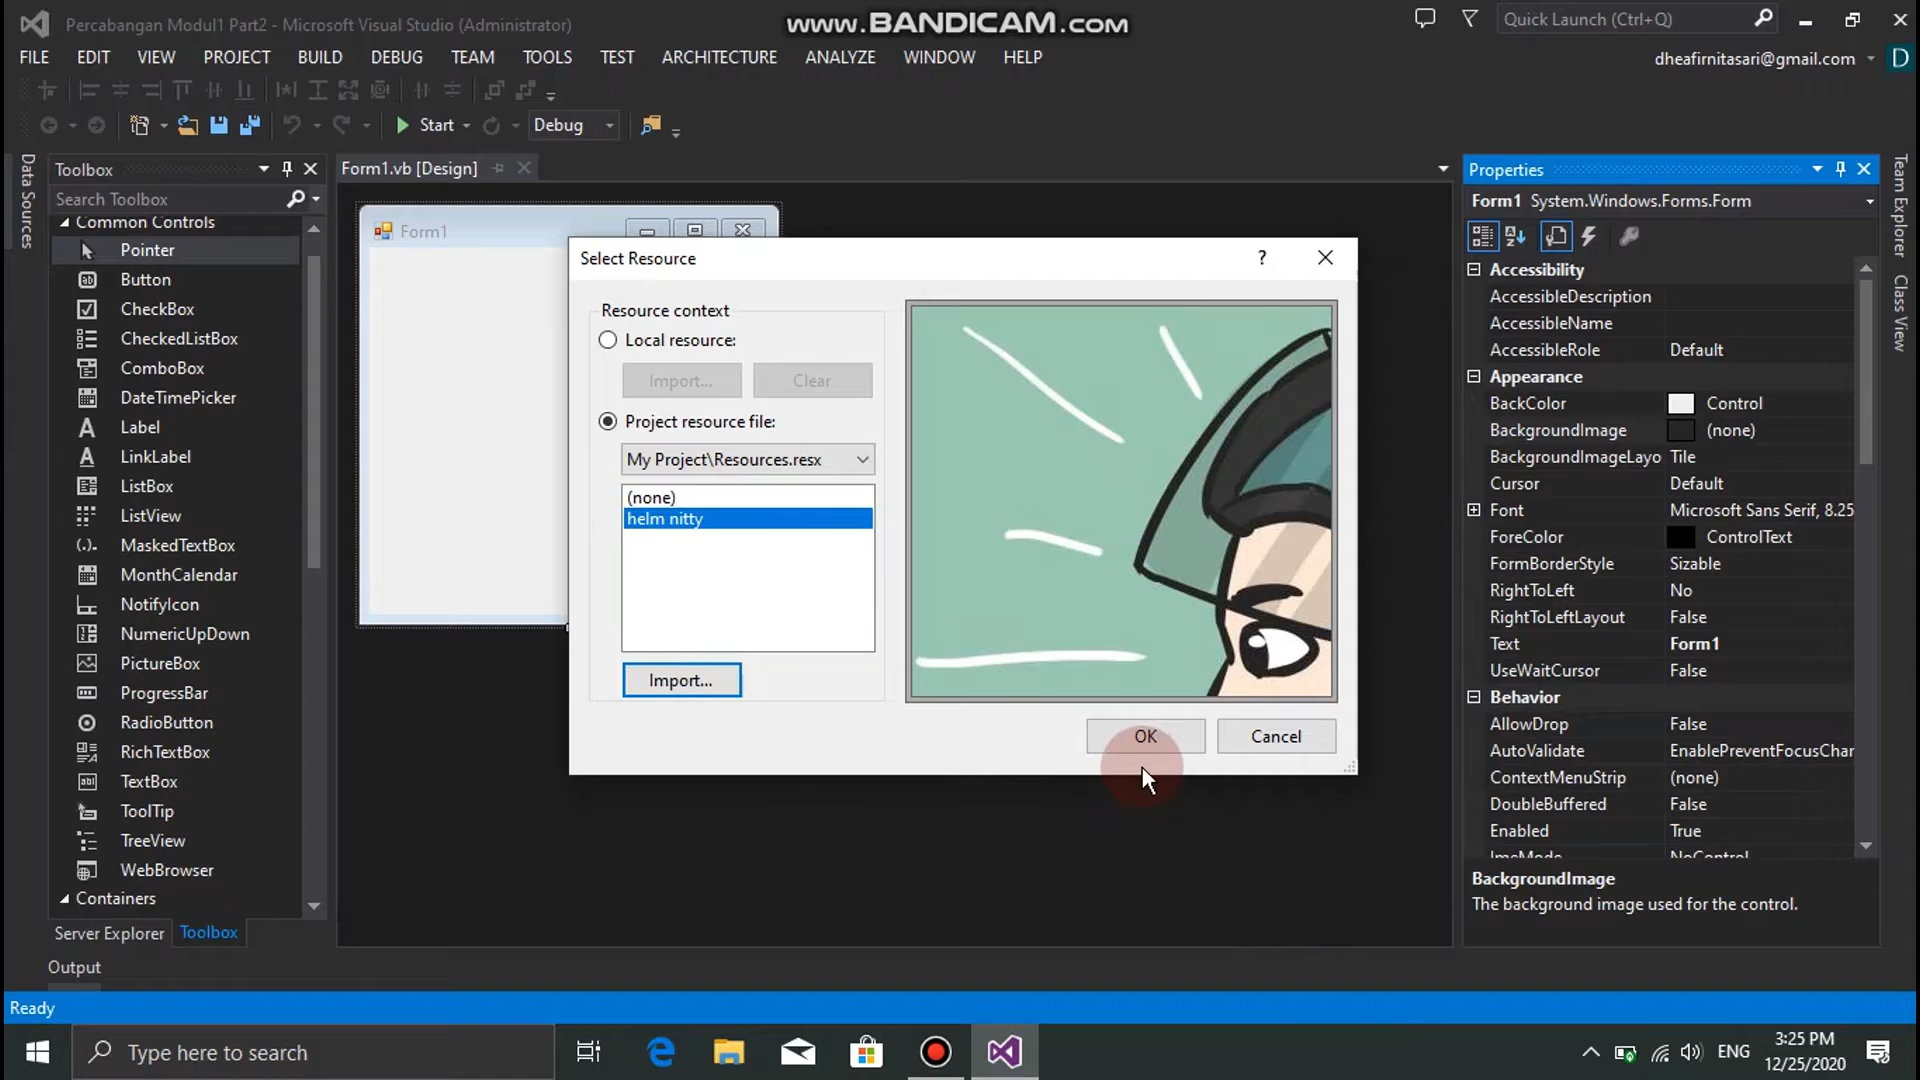 Percabangan Modul1 Part2 - Microsoft Visual Studio (Administrator)
www.BANDICAM.com
Quick Launch (Ctrl+Q)
FILE EDIT VIEW PROJECT BUILD DEBUG TEAM TOOLS TEST ARCHITECTURE ANALYZE WINDOW HELP
dheafirnitasari@gmail.com
D
Start
Debug
Data Sources
Toolbox
Search Toolbox
Common Controls
Pointer
Button
CheckBox
CheckedListBox
ComboBox
DateTimePicker
Label
LinkLabel
ListBox
ListView
MaskedTextBox
MonthCalendar
NotifyIcon
NumericUpDown
PictureBox
ProgressBar
RadioButton
RichTextBox
TextBox
ToolTip
TreeView
WebBrowser
Containers
Server Explorer
Toolbox
Output
Form1.vb [Design]
Form1
Select Resource
?
Resource context
Local resource:
Import...
Clear
Project resource file:
My Project\Resources.resx
(none)
helm nitty
Import...
OK
Cancel
Properties
Form1 System.Windows.Forms.Form
Accessibility
AccessibleDescription
AccessibleName
AccessibleRole Default
Appearance
BackColor Control
BackgroundImage (none)
BackgroundImageLayo Tile
Cursor Default
Font Microsoft Sans Serif, 8.25
ForeColor ControlText
FormBorderStyle Sizable
RightToLeft No
RightToLeftLayout False
Text Form1
UseWaitCursor False
Behavior
AllowDrop False
AutoValidate EnablePreventFocusChar
ContextMenuStrip (none)
DoubleBuffered False
Enabled True
ImeMode NoControl
BackgroundImage
The background image used for the control.
Team Explorer
Class View
Ready
Type here to search
ENG
3:25 PM
12/25/2020